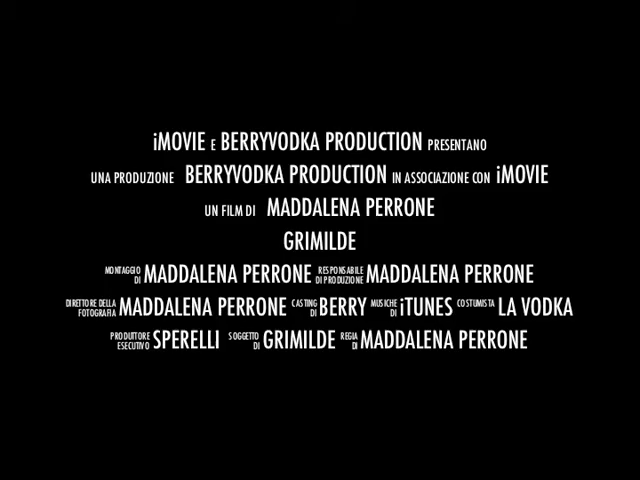 iMOVIE E BERRYVODKA PRODUCTION PRESENTANO
UNA PRODUZIONE BERRYVODKA PRODUCTION IN ASSOCIAZIONE CON iMOVIE
UN FILM DI MADDALENA PERRONE
GRIMILDE
MONTAGGIO DI MADDALENA PERRONE RESPONSABILE DI PRODUZIONE MADDALENA PERRONE
DIRETTORE DELLA FOTOGRAFIA MADDALENA PERRONE CASTING DI BERRY MUSICHE DI iTUNES COSTUMISTA LA VODKA
PRODUTTORE ESECUTIVO SPERELLI SOGGETTO DI GRIMILDE REGIA DI MADDALENA PERRONE